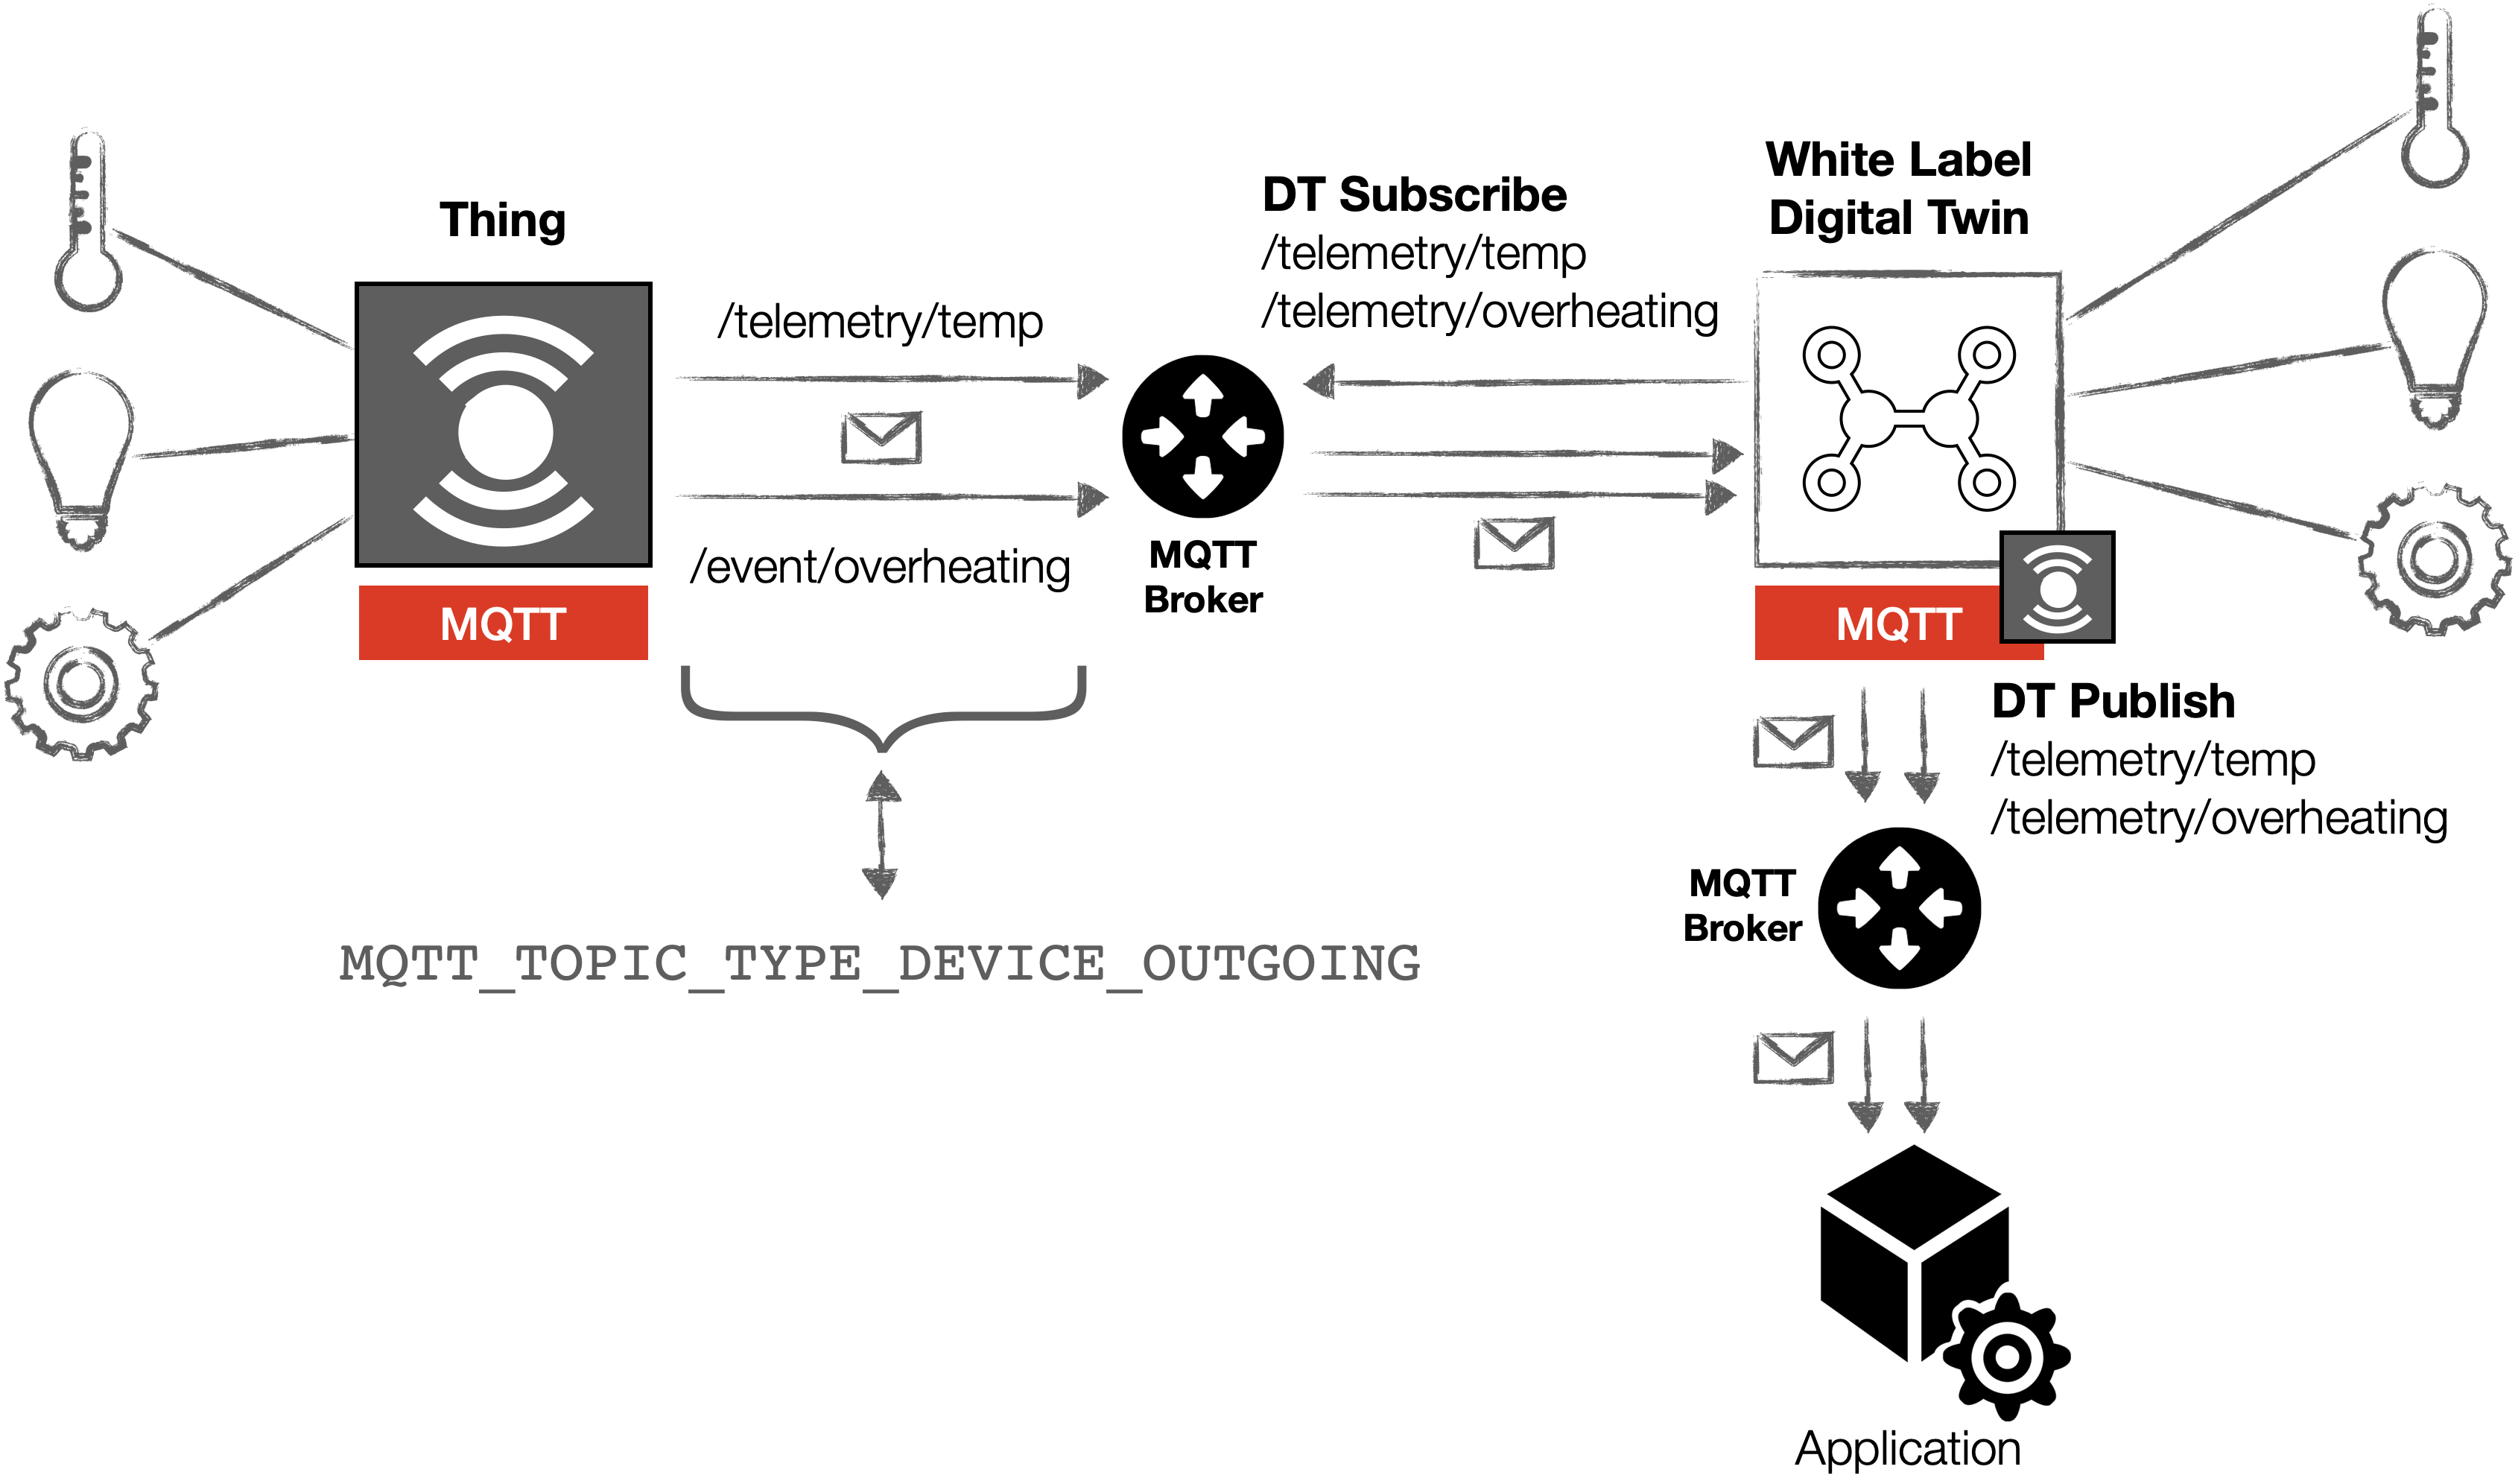 Thing
MQTT
/telemetry/temp
/event/overheating
MQTT
Broker
DT Subscribe
/telemetry/temp
/telemetry/overheating
White Label
Digital Twin
MQTT
DT Publish
/telemetry/temp
/telemetry/overheating
MQTT
Broker
MQTT_TOPIC_TYPE_DEVICE_OUTGOING
Application